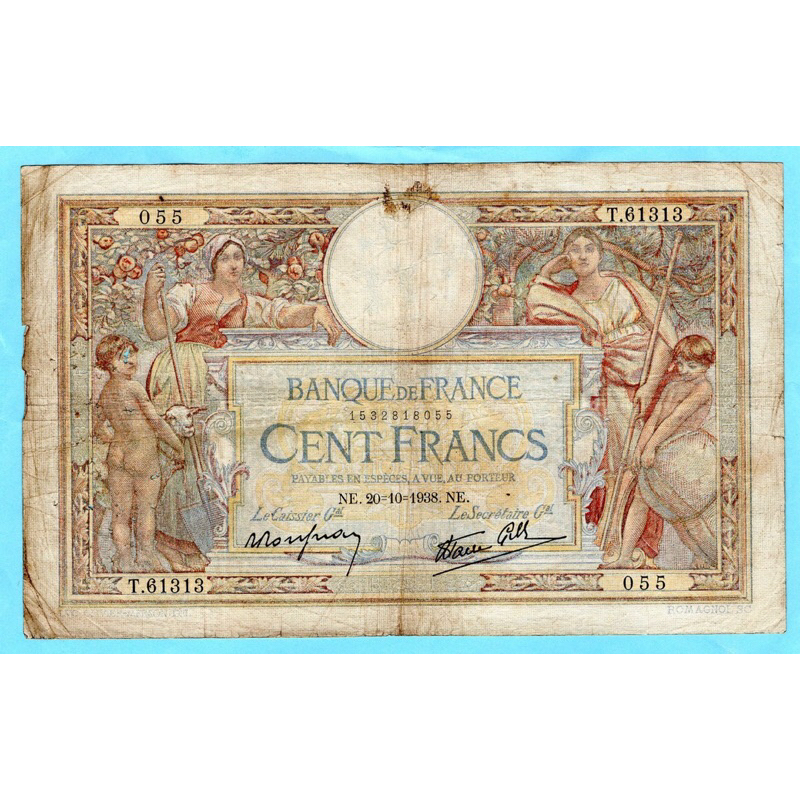 055
T.61313
BANQUE DE FRANCE
1532818055
CENT FRANCS
PAYABLES EN ESPÈCES, A VUE, AU PORTEUR
NE. 20=10=1938. NE.
Le Caissier Gᵃˡ
Le Secrétaire Gᵃˡ
T.61313
055
ROMAGNOL SC